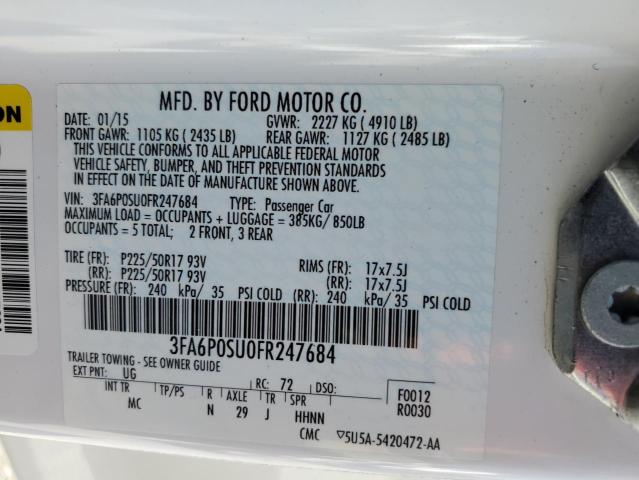 ON
MFD. BY FORD MOTOR CO.
DATE: 01/15 GVWR: 2227 KG ( 4910 LB)
FRONT GAWR: 1105 KG ( 2435 LB) REAR GAWR: 1127 KG ( 2485 LB)
THIS VEHICLE CONFORMS TO ALL APPLICABLE FEDERAL MOTOR
VEHICLE SAFETY, BUMPER, AND THEFT PREVENTION STANDARDS
IN EFFECT ON THE DATE OF MANUFACTURE SHOWN ABOVE.
VIN: 3FA6P0SU0FR247684 TYPE: Passenger Car
MAXIMUM LOAD = OCCUPANTS + LUGGAGE = 385KG/ 850LB
OCCUPANTS = 5 TOTAL; 2 FRONT, 3 REAR
TIRE (FR): P225/50R17 93V RIMS (FR): 17x7.5J
(RR): P225/50R17 93V (RR): 17x7.5J
PRESSURE (FR): 240 kPa/ 35 PSI COLD (RR): 240 kPa/ 35 PSI COLD
3FA6P0SU0FR247684
TRAILER TOWING - SEE OWNER GUIDE
EXT PNT: UG RC: 72 DSO: F0012
INT TR TP/PS R AXLE TR SPR R0030
MC N 29 J HHNN
CMC ▽5U5A-5420472-AA